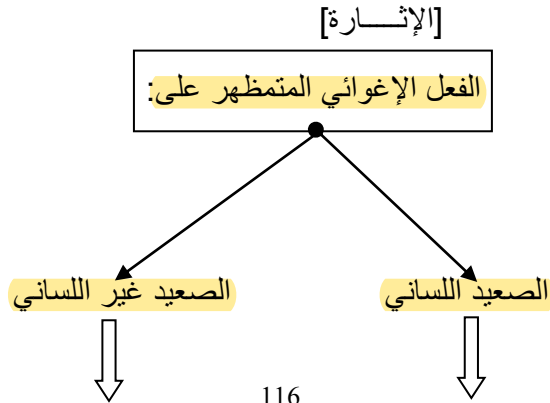 [الإثـــــارة]
الفعل الإغوائي المتمظهر على:
الصعيد اللساني
الصعيد غير اللساني
116